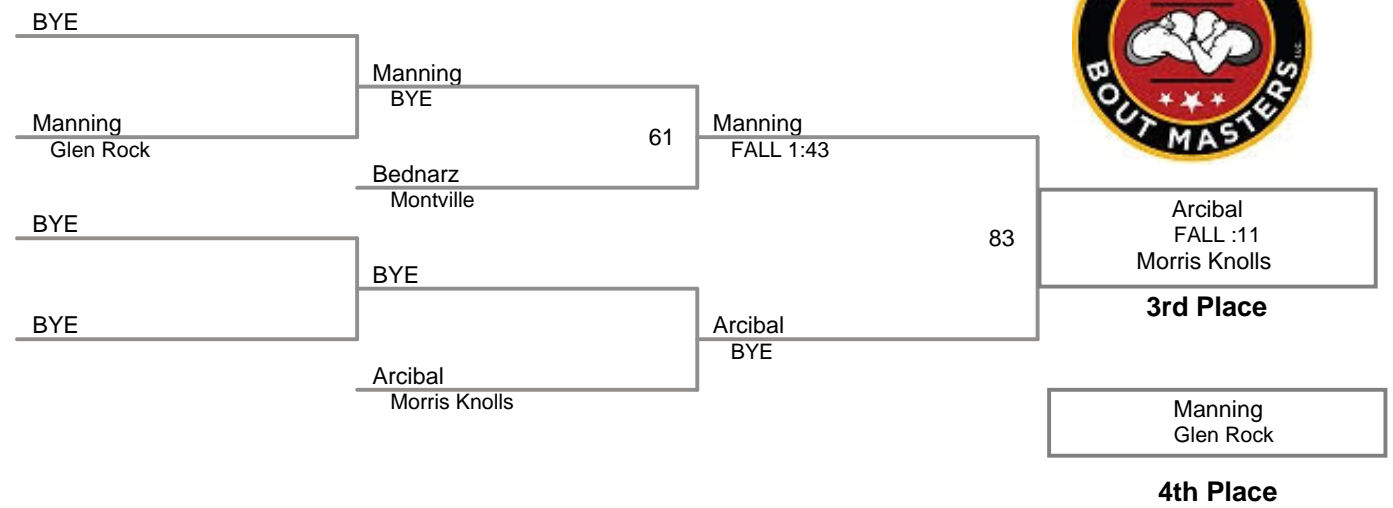 BYE
Manning
Glen Rock
BYE
BYE
Manning
BYE
61
Bednarz
Montville
BYE
Arcibal
Morris Knolls
Manning
FALL 1:43
83
Arcibal
BYE
BOUT MASTERS
INC.
Arcibal
FALL :11
Morris Knolls
3rd Place
Manning
Glen Rock
4th Place